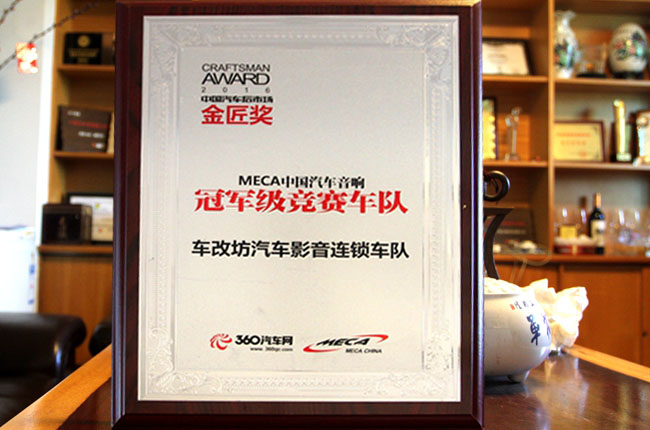 CRAFTSMAN
AWARD
2016
中国汽车后市场
金匠奖
MECA中国汽车音响
冠军级竞赛车队
车改坊汽车影音连锁车队
360汽车网
www.360qc.com
MECA
MECA CHINA